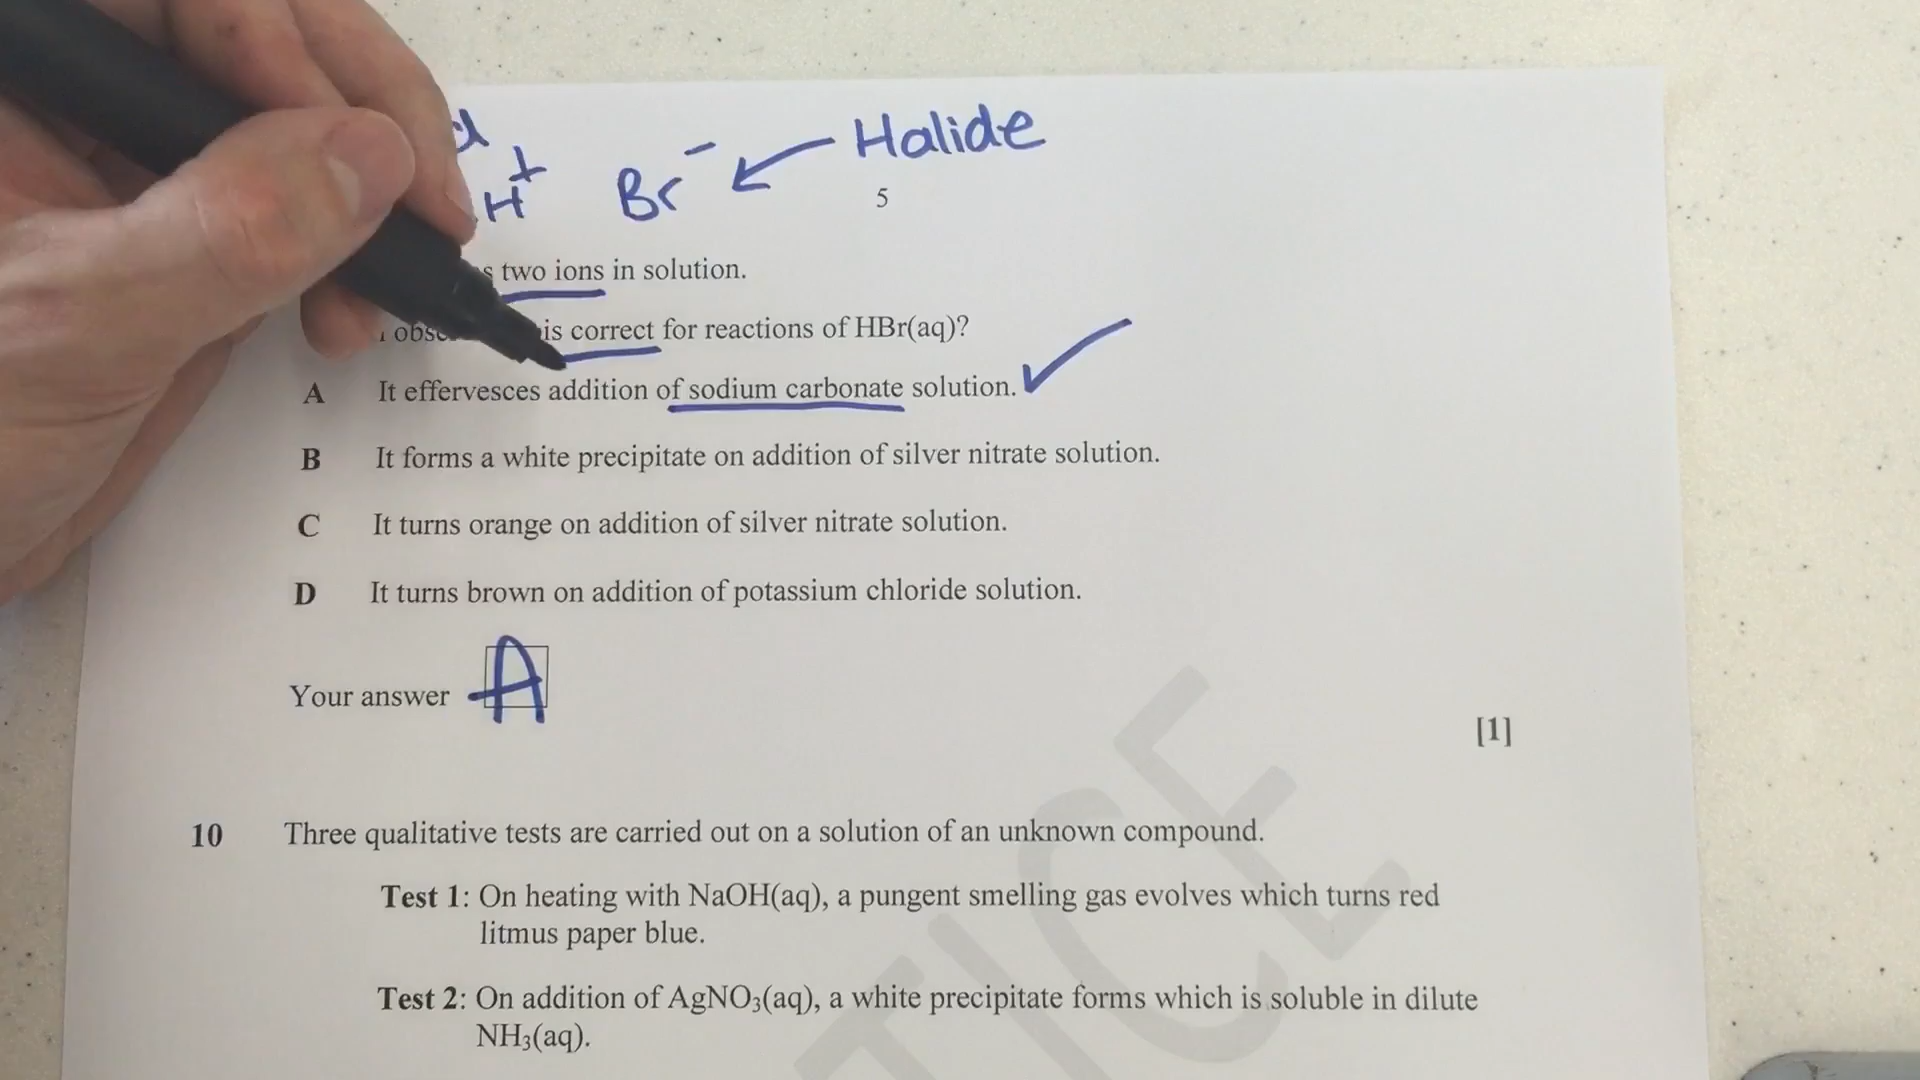 H+ Br- Halide
5
two ions in solution.
is correct for reactions of HBr(aq)?
A It effervesces addition of sodium carbonate solution.
B It forms a white precipitate on addition of silver nitrate solution.
C It turns orange on addition of silver nitrate solution.
D It turns brown on addition of potassium chloride solution.
Your answer A
[1]
10 Three qualitative tests are carried out on a solution of an unknown compound.
Test 1: On heating with NaOH(aq), a pungent smelling gas evolves which turns red
litmus paper blue.
Test 2: On addition of AgNO₃(aq), a white precipitate forms which is soluble in dilute
NH₃(aq).